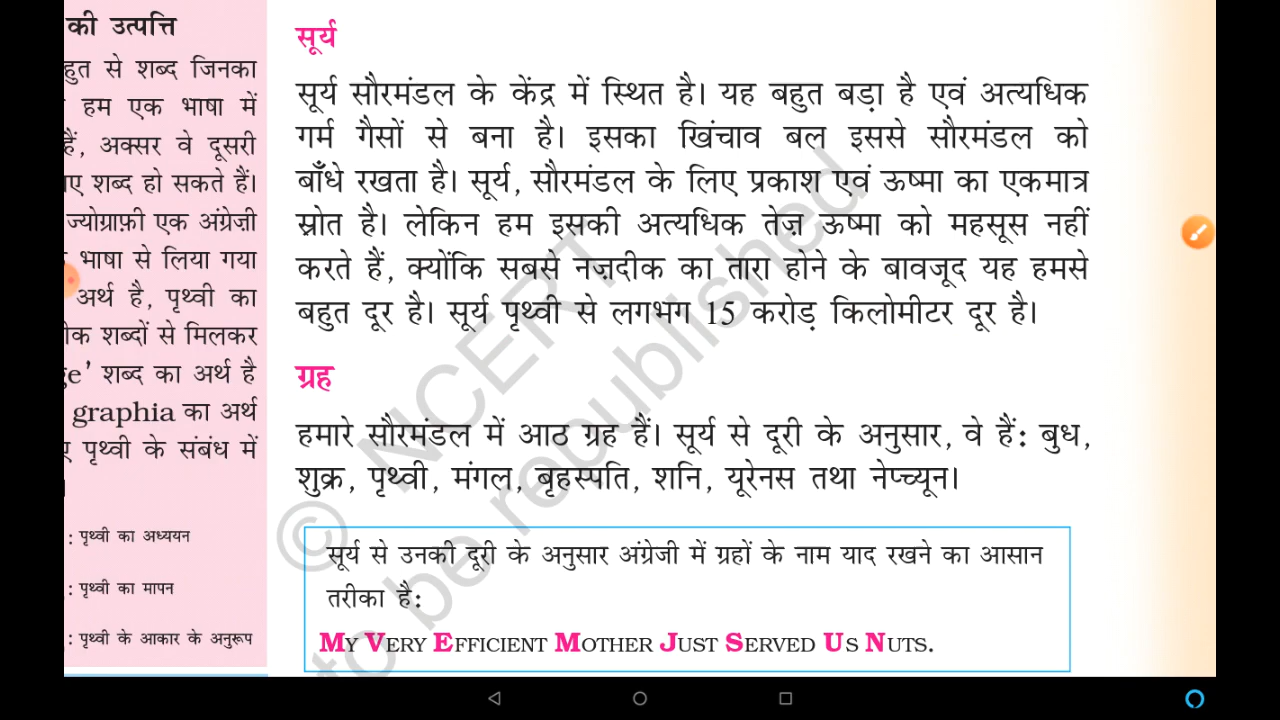 की उत्पत्ति
से शब्द जिनका
हम एक भाषा में
हैं, अक्सर वे दूसरी
शब्द हो सकते हैं।
ज्योग्राफ़ी एक अंग्रेज़ी
भाषा से लिया गया
अर्थ है, पृथ्वी का
शब्दों से मिलकर
शब्द का अर्थ है
graphia का अर्थ
पृथ्वी के संबंध में
: पृथ्वी का अध्ययन
: पृथ्वी का मापन
: पृथ्वी के आकार के अनुरूप
सूर्य
सूर्य सौरमंडल के केंद्र में स्थित है। यह बहुत बड़ा है एवं अत्यधिक
गर्म गैसों से बना है। इसका खिंचाव बल इससे सौरमंडल को
बाँधे रखता है। सूर्य, सौरमंडल के लिए प्रकाश एवं ऊष्मा का एकमात्र
स्रोत है। लेकिन हम इसकी अत्यधिक तेज़ ऊष्मा को महसूस नहीं
करते हैं, क्योंकि सबसे नज़दीक का तारा होने के बावजूद यह हमसे
बहुत दूर है। सूर्य पृथ्वी से लगभग 15 करोड़ किलोमीटर दूर है।
ग्रह
हमारे सौरमंडल में आठ ग्रह हैं। सूर्य से दूरी के अनुसार, वे हैं: बुध,
शुक्र, पृथ्वी, मंगल, बृहस्पति, शनि, यूरेनस तथा नेप्च्यून।
सूर्य से उनकी दूरी के अनुसार अंग्रेजी में ग्रहों के नाम याद रखने का आसान
तरीका है:
MY VERY EFFICIENT MOTHER JUST SERVED US NUTS.
© NCERT
to be republished